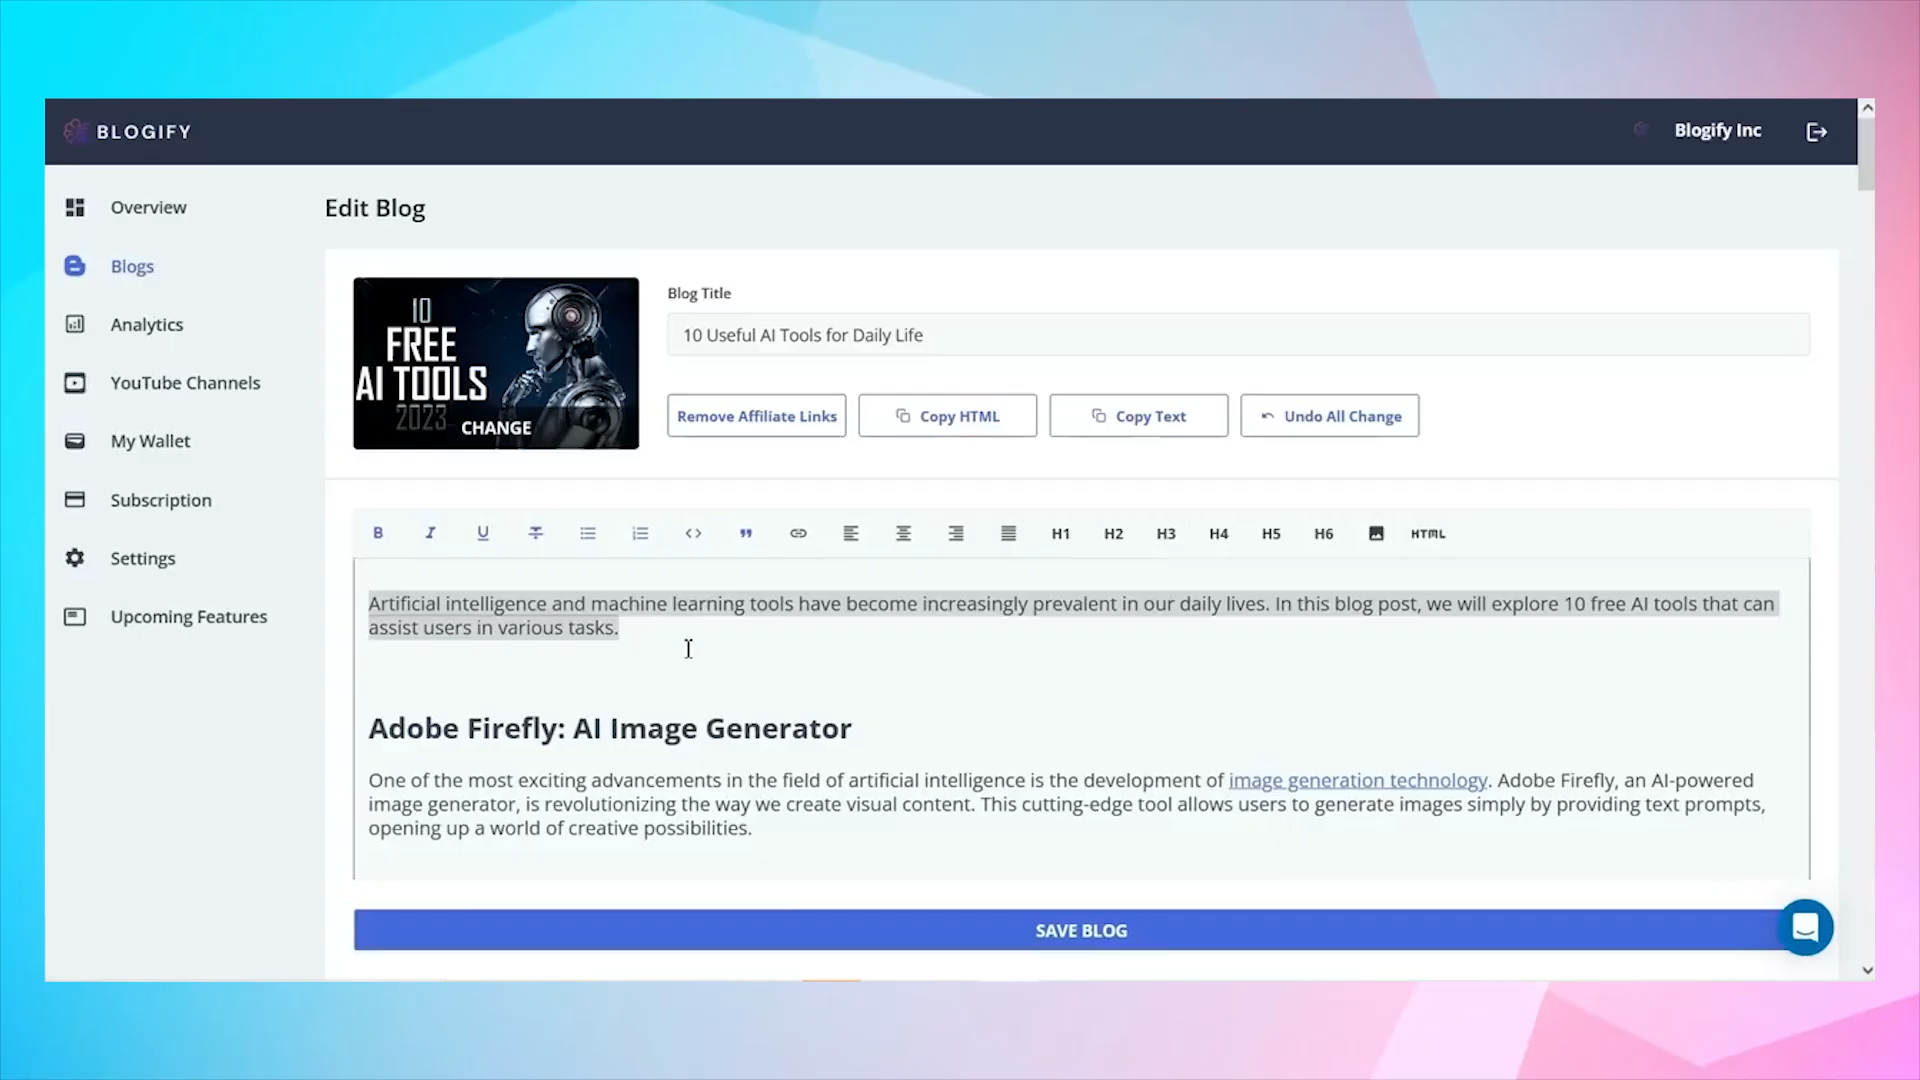 BLOGIFY
Blogify Inc
Overview
Blogs
Analytics
YouTube Channels
My Wallet
Subscription
Settings
Upcoming Features
Edit Blog
10
FREE
AI TOOLS
2023
CHANGE
Blog Title
10 Useful AI Tools for Daily Life
Remove Affiliate Links
Copy HTML
Copy Text
Undo All Change
B I U H1 H2 H3 H4 H5 H6 HTML
Artificial intelligence and machine learning tools have become increasingly prevalent in our daily lives. In this blog post, we will explore 10 free AI tools that can
assist users in various tasks.
Adobe Firefly: AI Image Generator
One of the most exciting advancements in the field of artificial intelligence is the development of image generation technology. Adobe Firefly, an AI-powered
image generator, is revolutionizing the way we create visual content. This cutting-edge tool allows users to generate images simply by providing text prompts,
opening up a world of creative possibilities.
SAVE BLOG